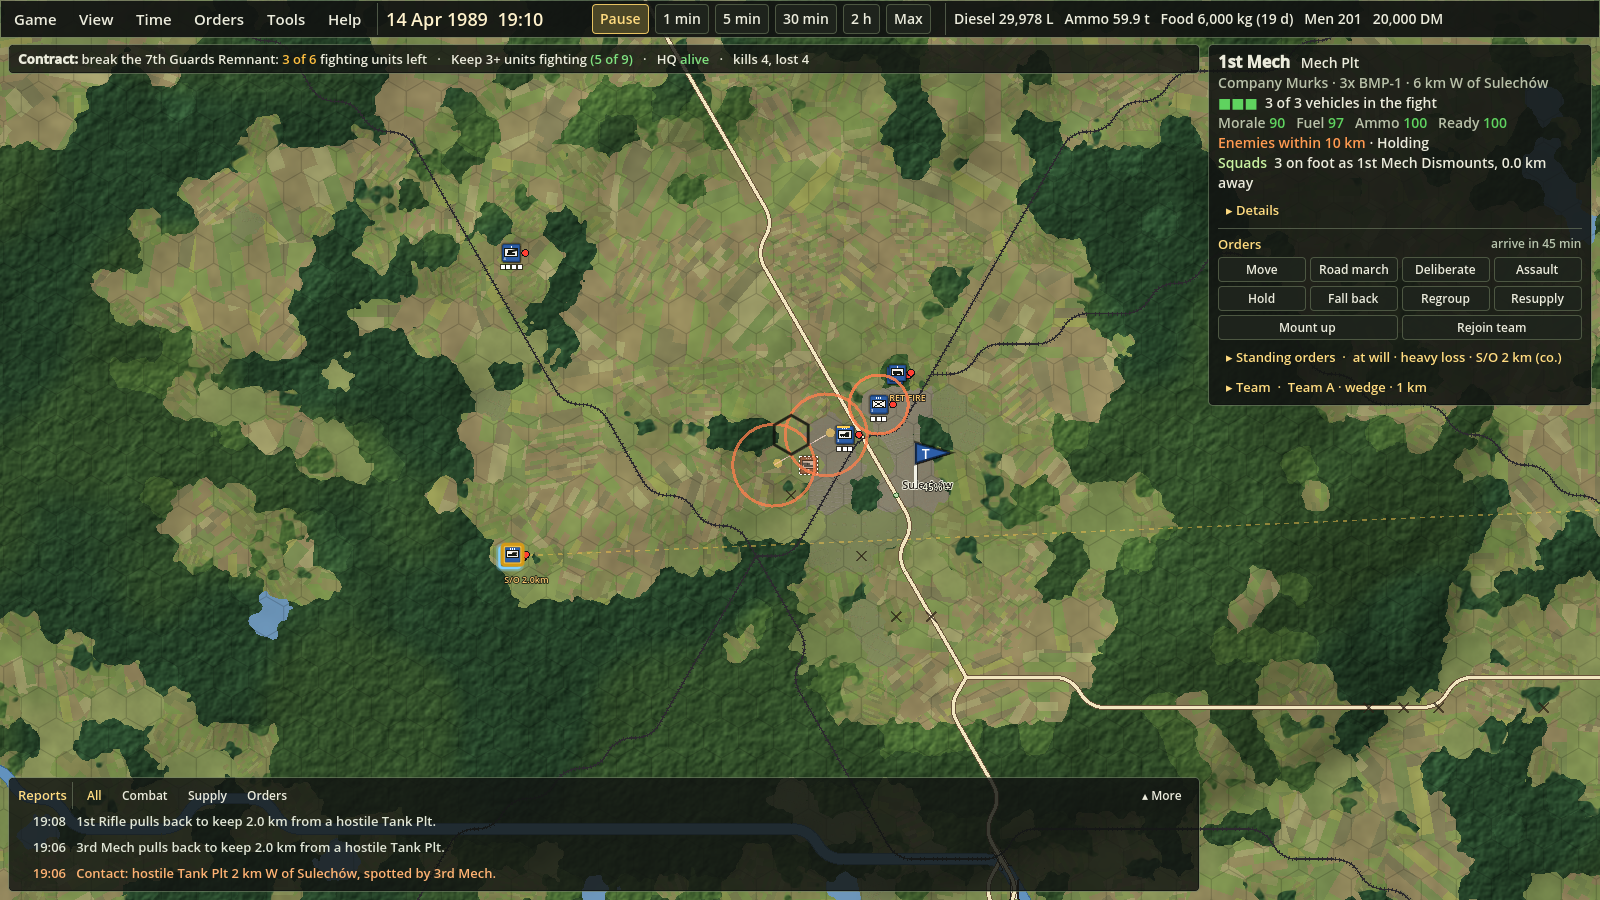 Game View Time Orders Tools Help 14 Apr 1989 19:10 Pause 1 min 5 min 30 min 2 h Max Diesel 29,978 L Ammo 59.9 t Food 6,000 kg (19 d) Men 201 20,000 DM
Contract: break the 7th Guards Remnant: 3 of 6 fighting units left · Keep 3+ units fighting (5 of 9) · HQ alive · kills 4, lost 4
1st Mech Mech Plt
Company Murks · 3x BMP-1 · 6 km W of Sulechów
3 of 3 vehicles in the fight
Morale 90 Fuel 97 Ammo 100 Ready 100
Enemies within 10 km · Holding
Squads 3 on foot as 1st Mech Dismounts, 0.0 km
away
▸ Details
Orders arrive in 45 min
Move Road march Deliberate Assault
Hold Fall back Regroup Resupply
Mount up Rejoin team
▸ Standing orders · at will · heavy loss · S/O 2 km (co.)
▸ Team · Team A · wedge · 1 km
RET FIRE
T
45%
S/O 2.0km
Reports All Combat Supply Orders ▴ More
19:08 1st Rifle pulls back to keep 2.0 km from a hostile Tank Plt.
19:06 3rd Mech pulls back to keep 2.0 km from a hostile Tank Plt.
19:06 Contact: hostile Tank Plt 2 km W of Sulechów, spotted by 3rd Mech.